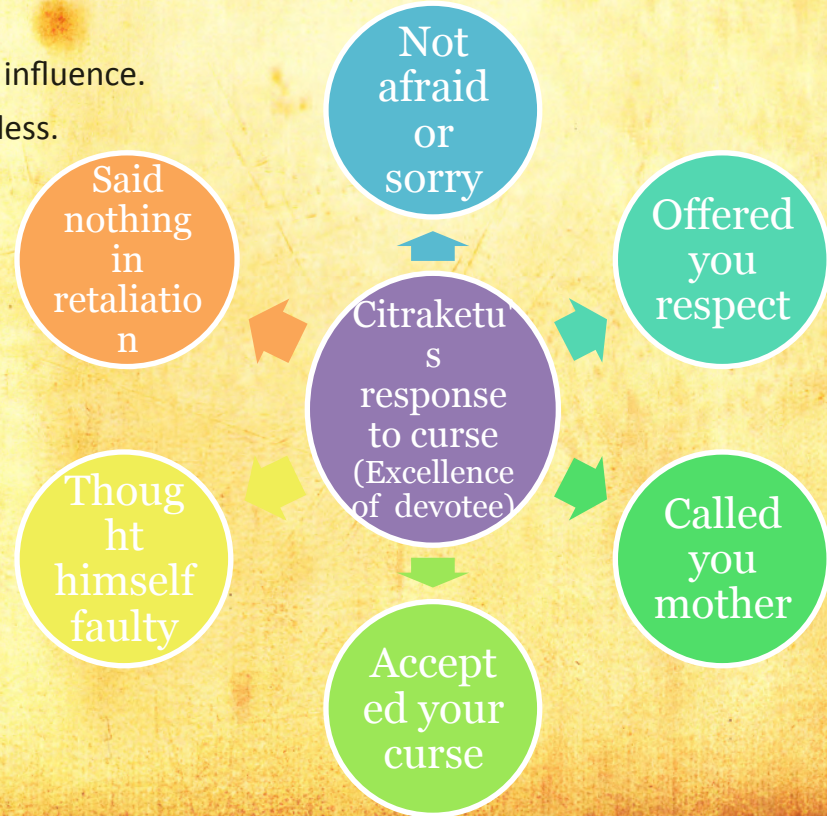 influence.
less.
Not
afraid
or
sorry
Offered
you
respect
Called
you
mother
Accept
ed your
curse
Thoug
ht
himself
faulty
Said
nothing
in
retaliatio
n
Citraketu'
s
response
to curse
(Excellence
of devotee)